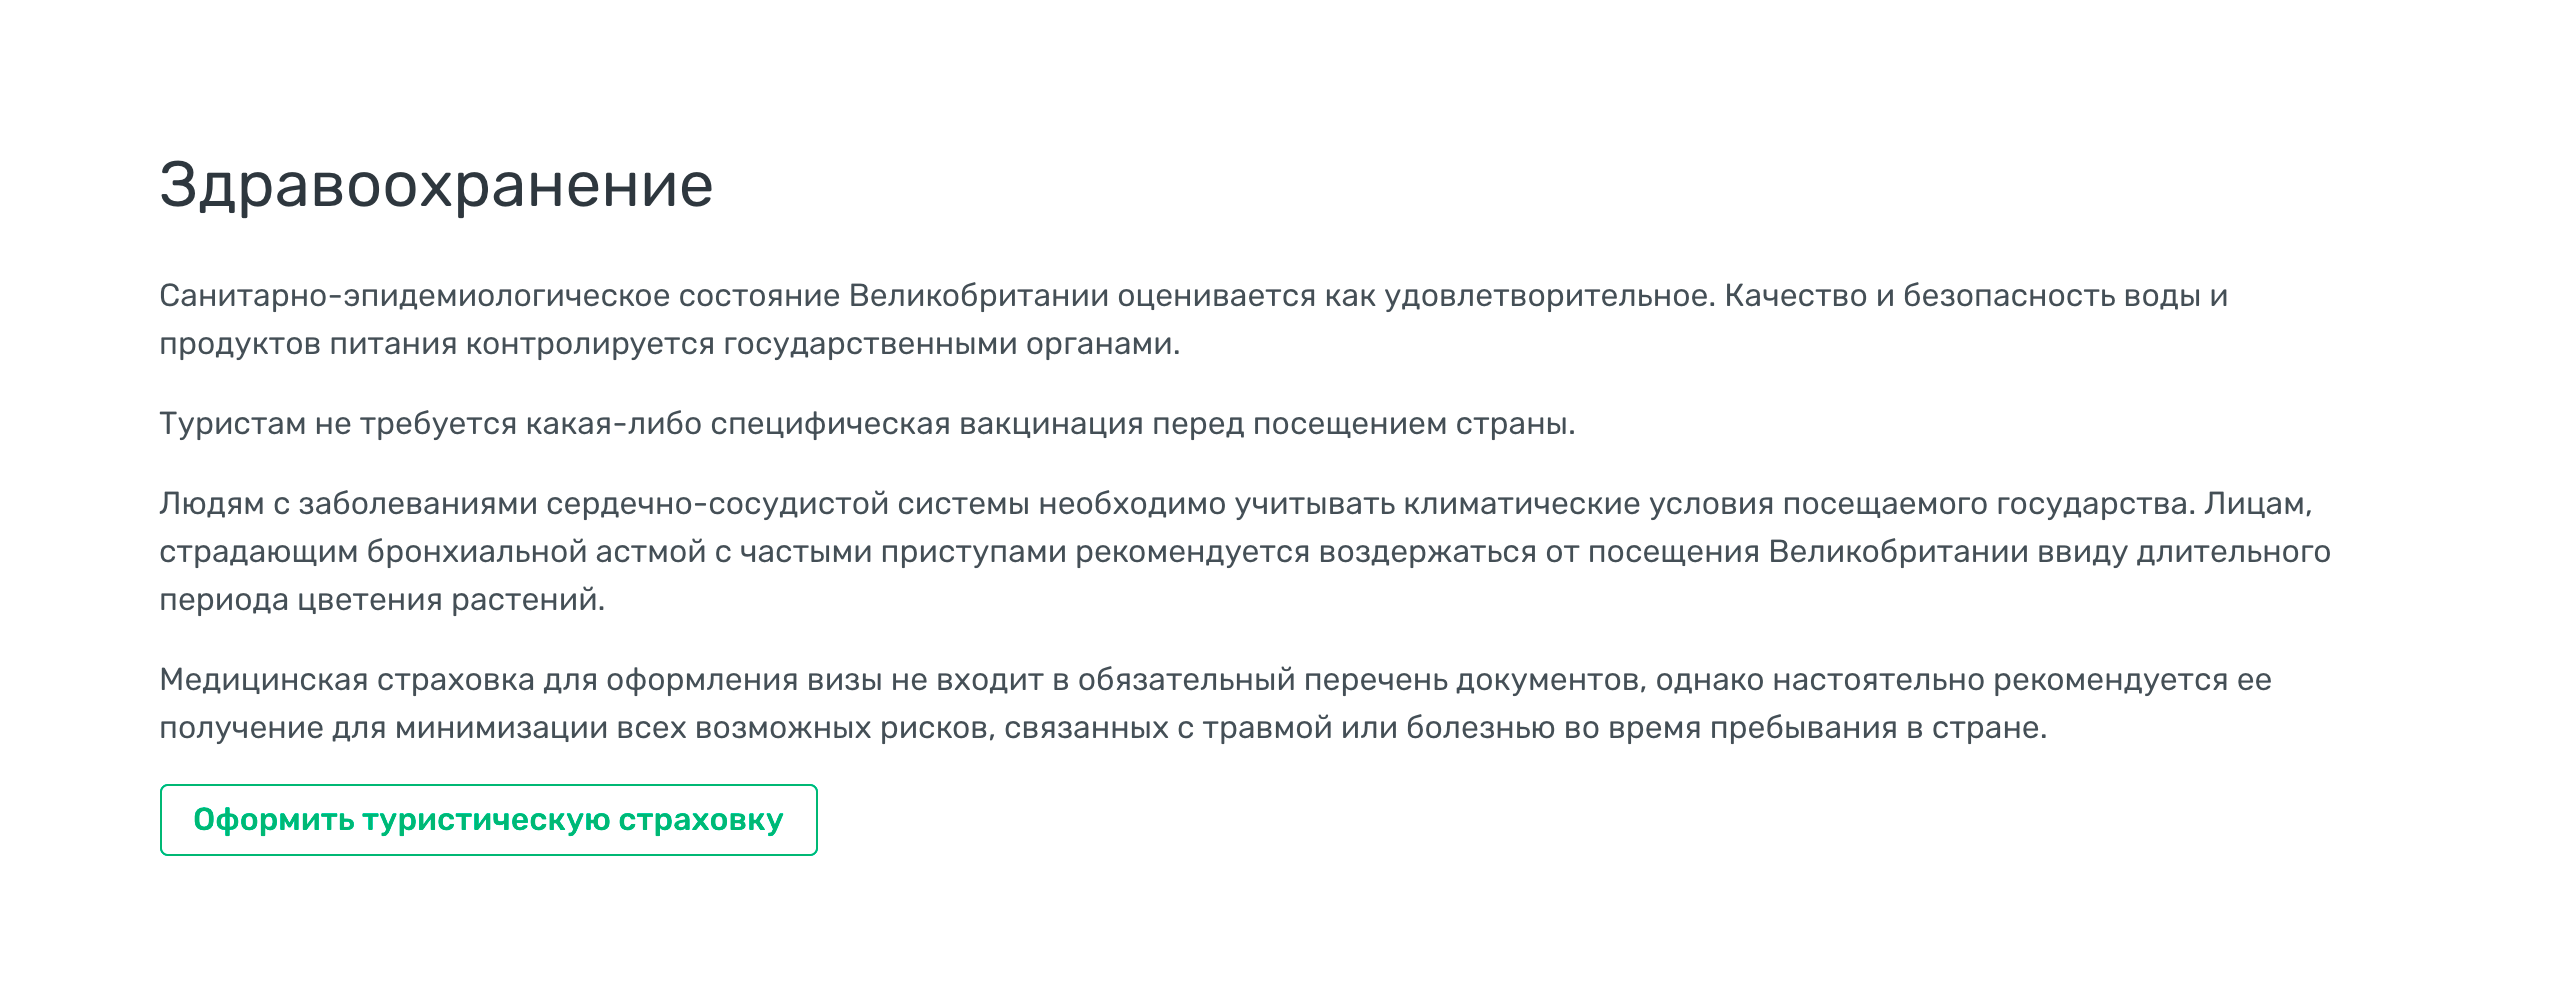 Здравоохранение
Санитарно-эпидемиологическое состояние Великобритании оценивается как удовлетворительное. Качество и безопасность воды и
продуктов питания контролируется государственными органами.
Туристам не требуется какая-либо специфическая вакцинация перед посещением страны.
Людям с заболеваниями сердечно-сосудистой системы необходимо учитывать климатические условия посещаемого государства. Лицам,
страдающим бронхиальной астмой с частыми приступами рекомендуется воздержаться от посещения Великобритании ввиду длительного
периода цветения растений.
Медицинская страховка для оформления визы не входит в обязательный перечень документов, однако настоятельно рекомендуется ее
получение для минимизации всех возможных рисков, связанных с травмой или болезнью во время пребывания в стране.
Оформить туристическую страховку